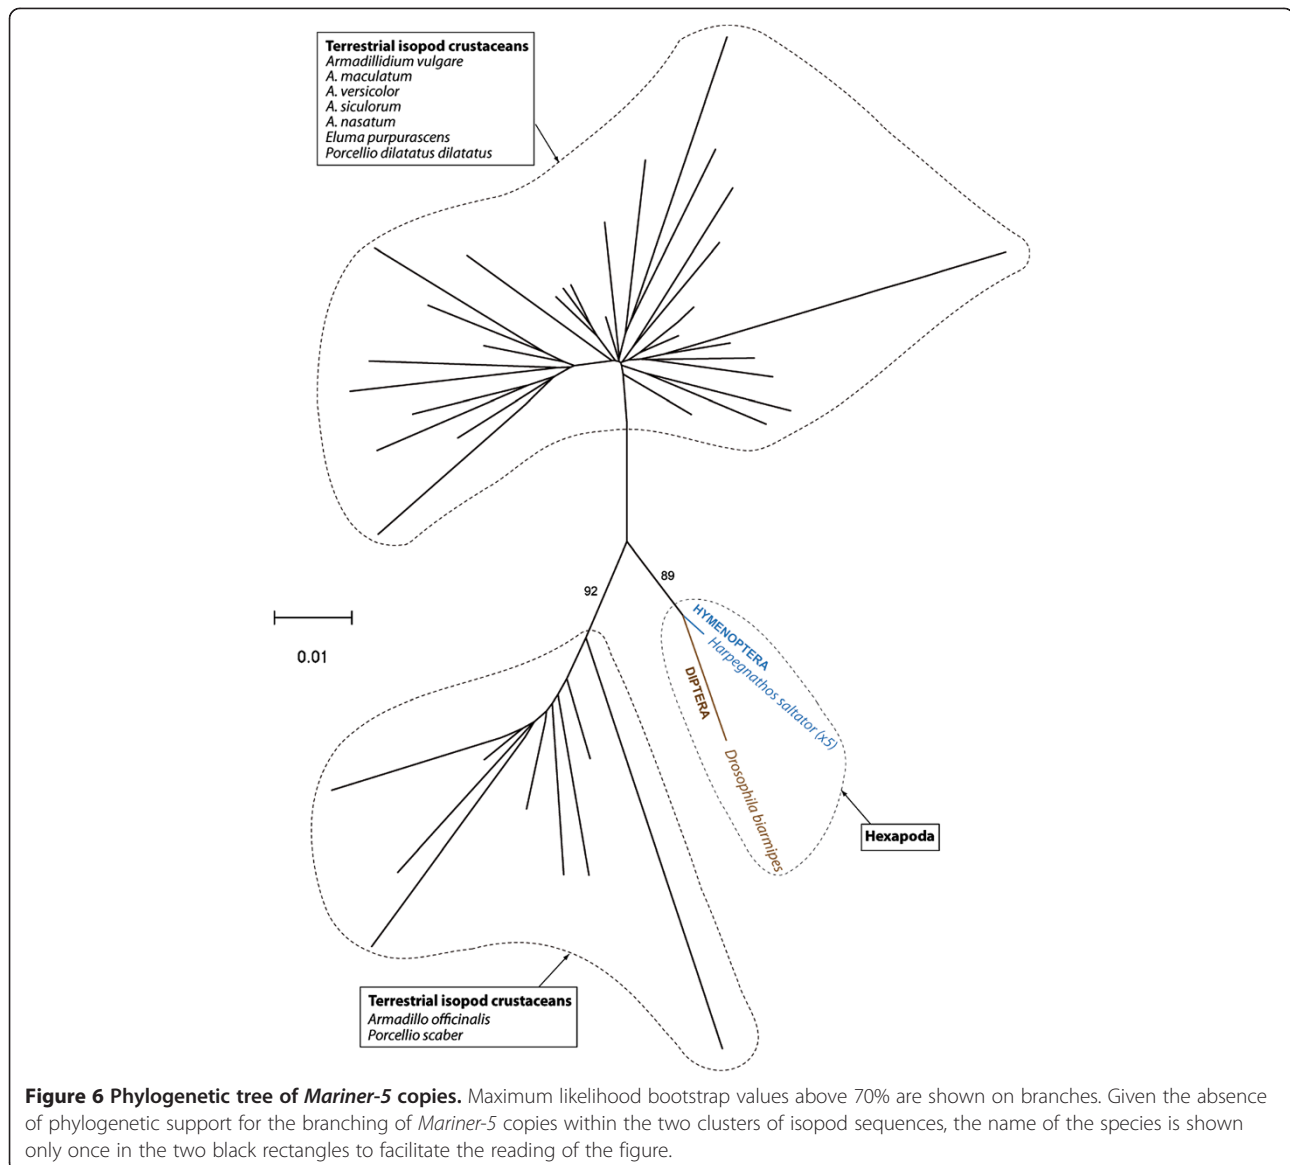 Terrestrial isopod crustaceans
Armadillidium vulgare
A. maculatum
A. versicolor
A. siculorum
A. nasatum
Eluma purpurascens
Porcellio dilatatus dilatatus
92
89
0.01
HYMENOPTERA
Harpegnathos saltator (x5)
DIPTERA
Drosophila biarmipes
Hexapoda
Terrestrial isopod crustaceans
Armadillo officinalis
Porcellio scaber
Figure 6 Phylogenetic tree of Mariner-5 copies. Maximum likelihood bootstrap values above 70% are shown on branches. Given the absence
of phylogenetic support for the branching of Mariner-5 copies within the two clusters of isopod sequences, the name of the species is shown
only once in the two black rectangles to facilitate the reading of the figure.